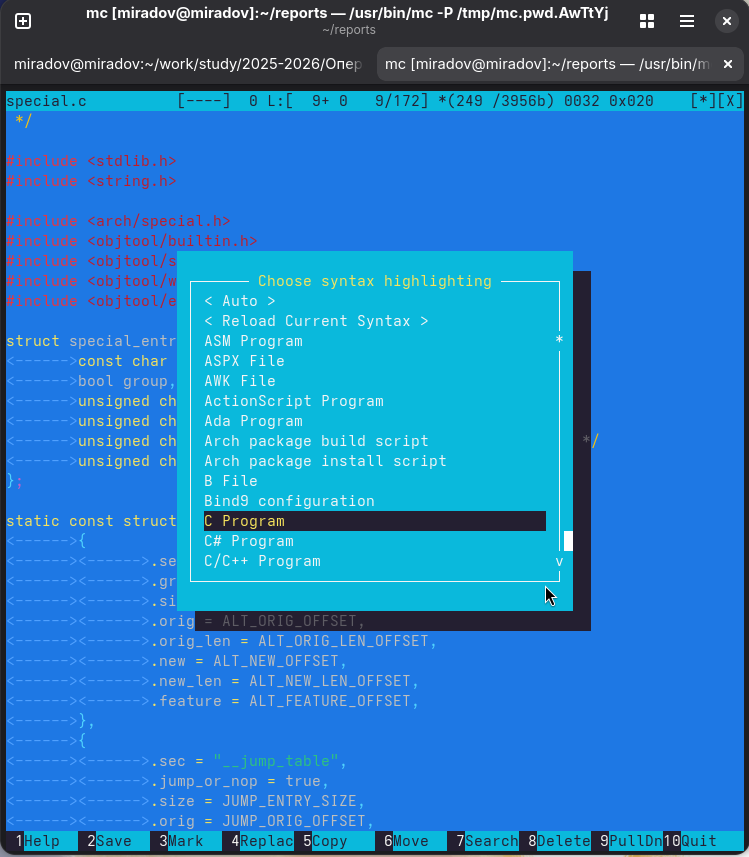 mc [miradov@miradov]:~/reports — /usr/bin/mc -P /tmp/mc.pwd.AwTtYj
~/reports
miradov@miradov:~/work/study/2025-2026/Опер
mc [miradov@miradov]:~/reports — /usr/bin/m
special.c [----] 0 L:[ 9+ 0 9/172] *(249 /3956b) 0032 0x020 [*][X]
*/
#include <stdlib.h>
#include <string.h>
#include <arch/special.h>
#include <objtool/builtin.h>
#include <objtool/s
#include <objtool/w
#include <objtool/e
struct special_entr
<------>const char
<------>bool group,
<------>unsigned ch
<------>unsigned ch
<------>unsigned ch */
<------>unsigned ch
};
static const struct
<------>{
<------><------>.se
<------><------>.gr
<------><------>.si
<------><------>.orig = ALT_ORIG_OFFSET,
<------><------>.orig_len = ALT_ORIG_LEN_OFFSET,
<------><------>.new = ALT_NEW_OFFSET,
<------><------>.new_len = ALT_NEW_LEN_OFFSET,
<------><------>.feature = ALT_FEATURE_OFFSET,
<------>},
<------>{
<------><------>.sec = "__jump_table",
<------><------>.jump_or_nop = true,
<------><------>.size = JUMP_ENTRY_SIZE,
<------><------>.orig = JUMP_ORIG_OFFSET,
Choose syntax highlighting
< Auto >
< Reload Current Syntax >
ASM Program *
ASPX File
AWK File
ActionScript Program
Ada Program
Arch package build script
Arch package install script
B File
Bind9 configuration
C Program
C# Program
C/C++ Program v
1Help 2Save 3Mark 4Replac 5Copy 6Move 7Search 8Delete 9PullDn 10Quit